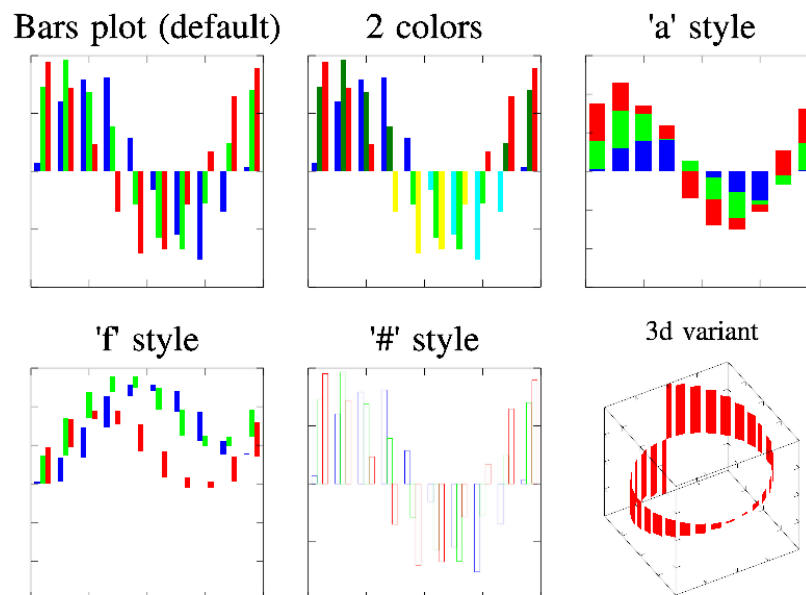 Bars plot (default)
2 colors
'a' style
'f' style
'#' style
3d variant